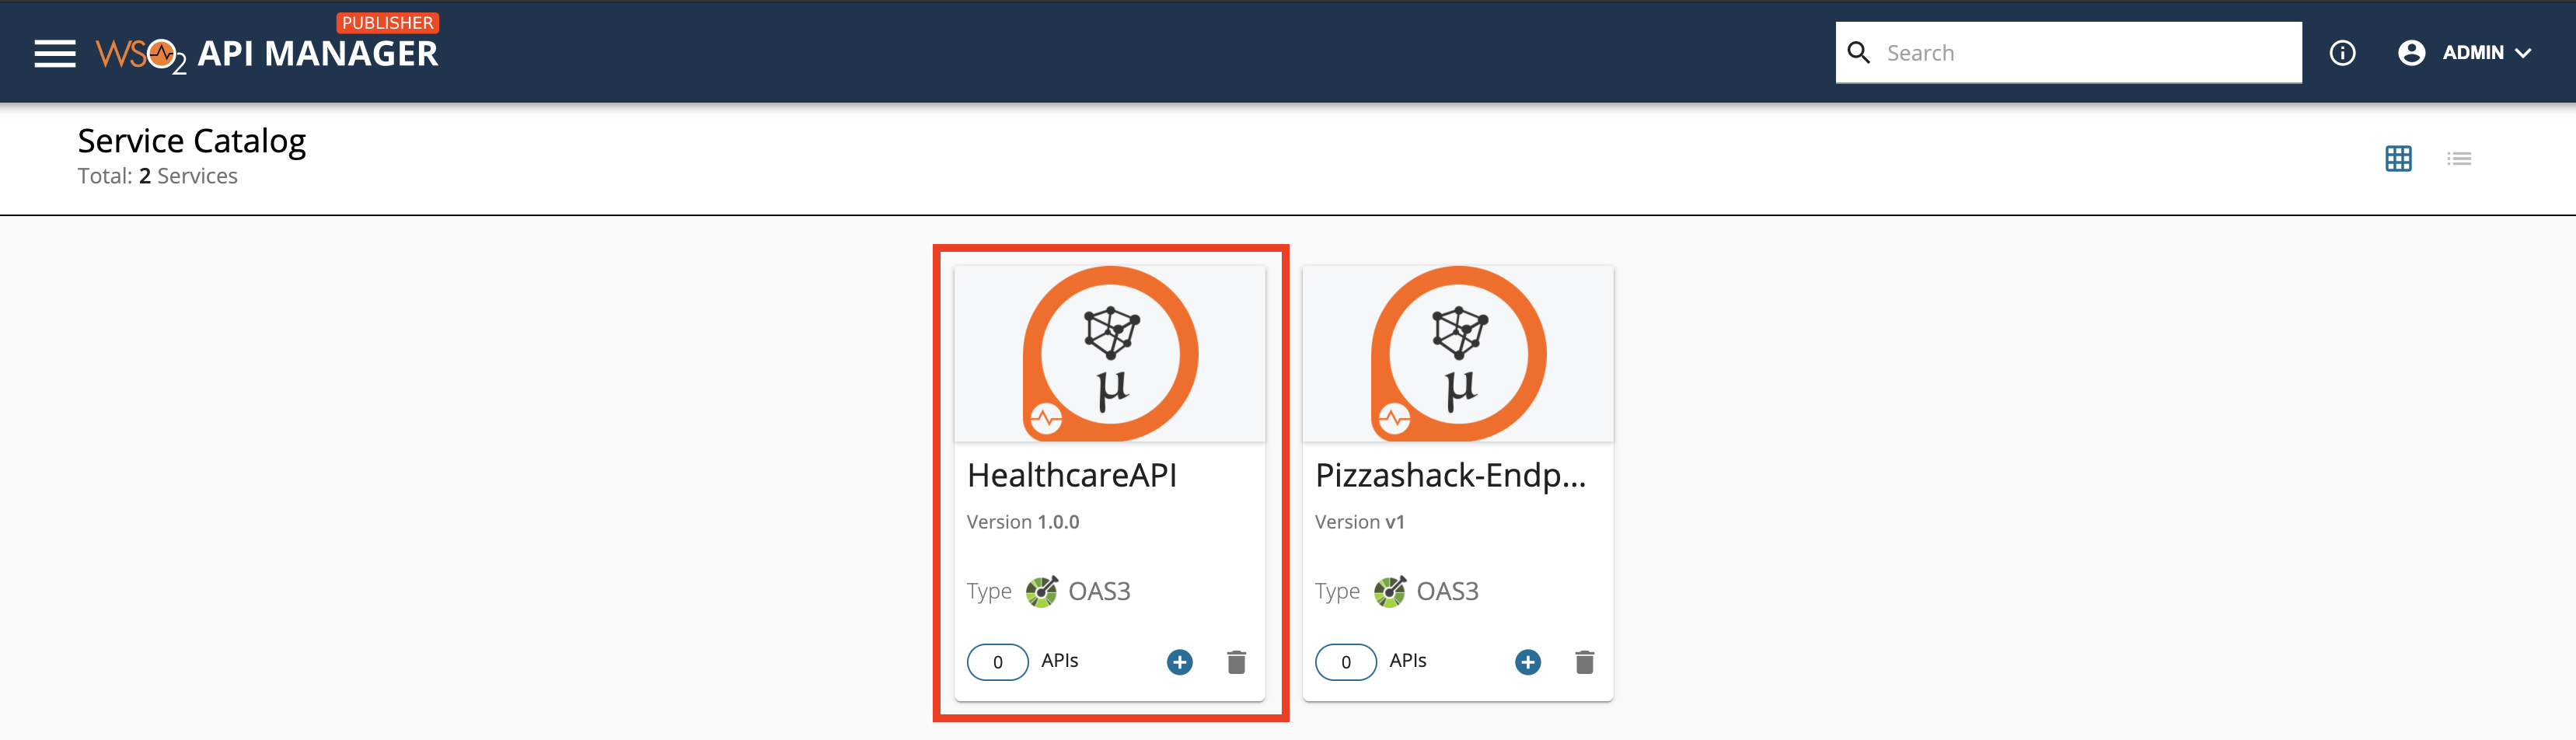 PUBLISHER
WSO2 API MANAGER
Search
ADMIN
Service Catalog
Total: 2 Services
µ
HealthcareAPI
Version 1.0.0
Type OAS3
0 APIs
µ
Pizzashack-Endp...
Version v1
Type OAS3
0 APIs